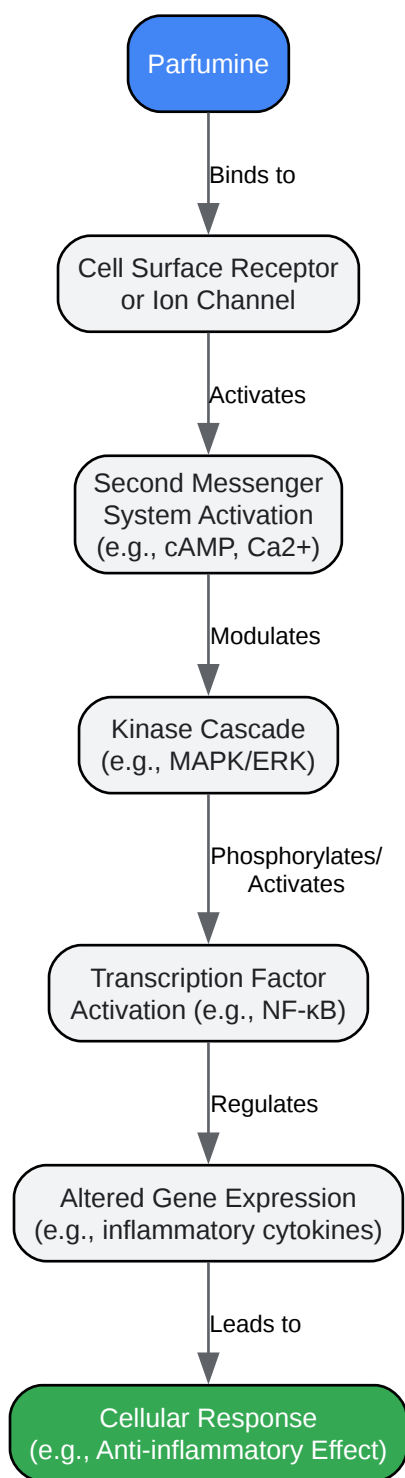 Parfumine
Binds to
Cell Surface Receptor
or Ion Channel
Activates
Second Messenger
System Activation
(e.g., cAMP, Ca2+)
Modulates
Kinase Cascade
(e.g., MAPK/ERK)
Phosphorylates/
Activates
Transcription Factor
Activation (e.g., NF-κB)
Regulates
Altered Gene Expression
(e.g., inflammatory cytokines)
Leads to
Cellular Response
(e.g., Anti-inflammatory Effect)